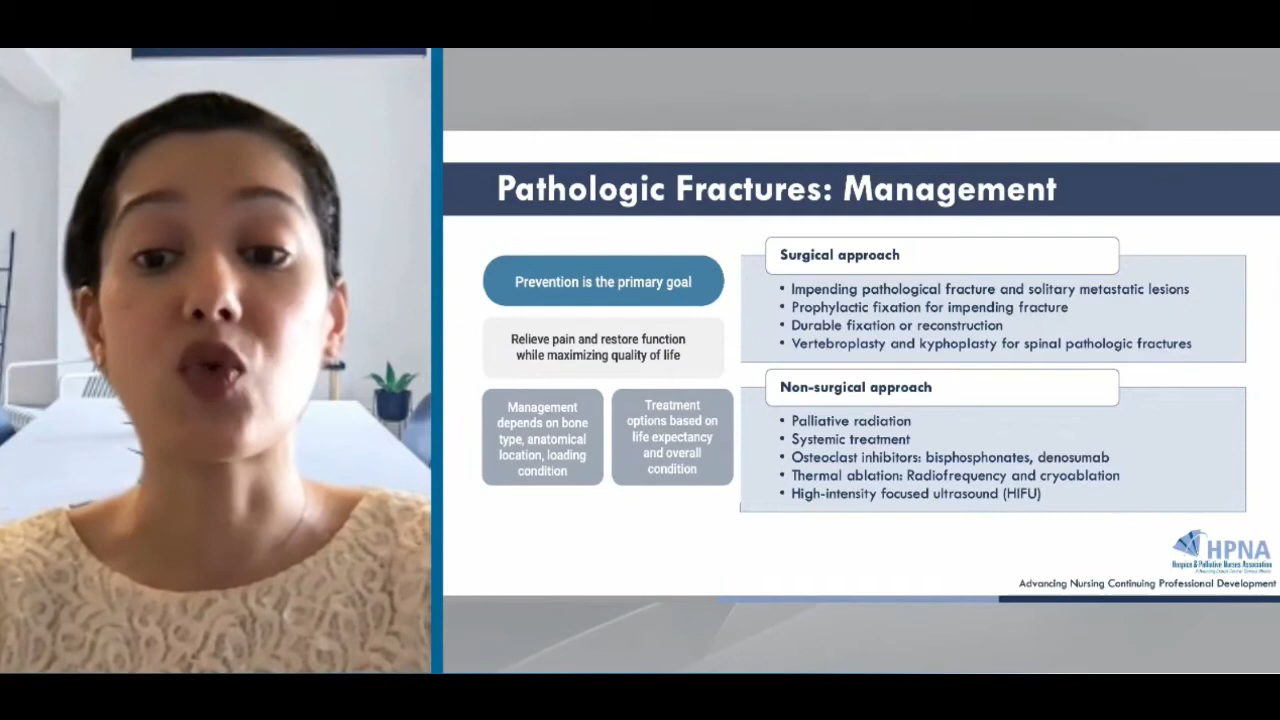 Pathologic Fractures: Management
Prevention is the primary goal
Relieve pain and restore function
while maximizing quality of life
Management
depends on bone
type, anatomical
location, loading
condition
Treatment
options based on
life expectancy
and overall
condition
Surgical approach
• Impending pathological fracture and solitary metastatic lesions
• Prophylactic fixation for impending fracture
• Durable fixation or reconstruction
• Vertebroplasty and kyphoplasty for spinal pathologic fractures
Non-surgical approach
• Palliative radiation
• Systemic treatment
• Osteoclast inhibitors: bisphosphonates, denosumab
• Thermal ablation: Radiofrequency and cryoablation
• High-intensity focused ultrasound (HIFU)
HPNA
Hospice & Palliative Nurses Association
Advancing Nursing Continuing Professional Development